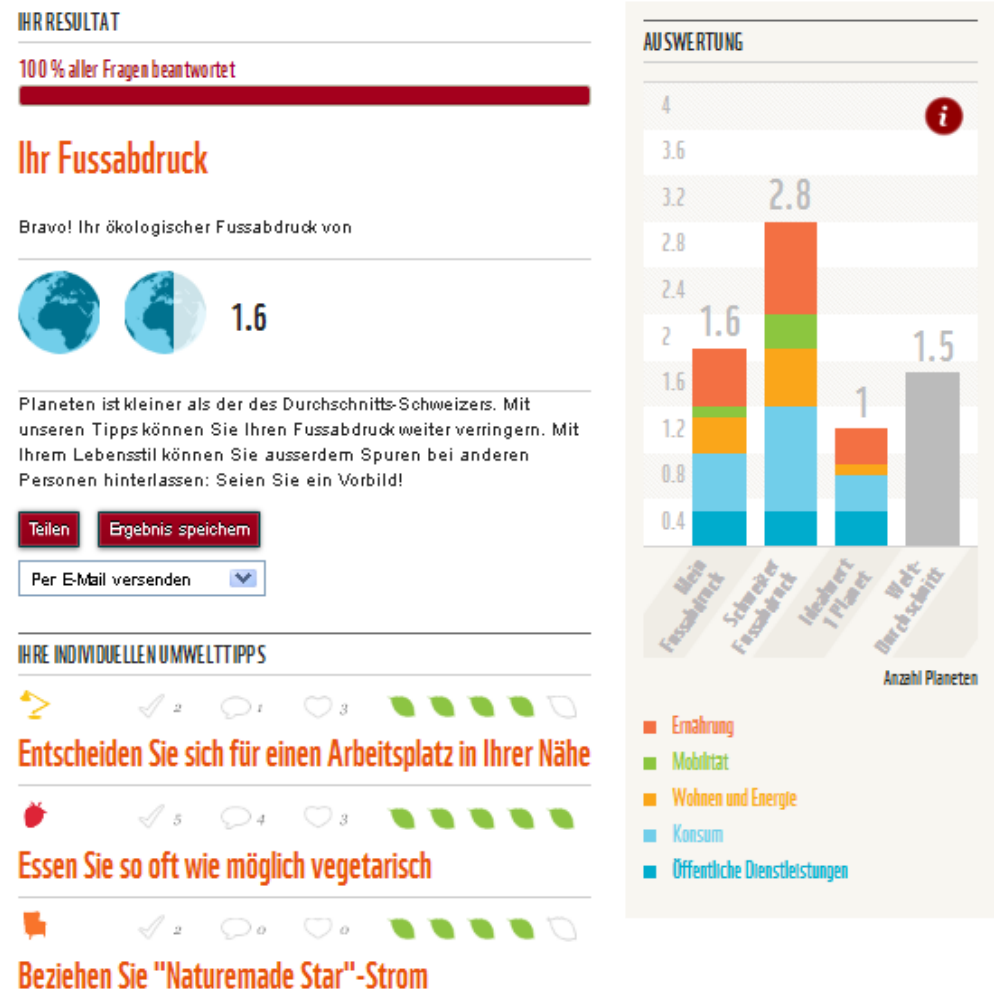 IHR RESULTAT
100 % aller Fragen beantwortet
Ihr Fussabdruck
Bravo! Ihr ökologischer Fussabdruck von
1.6
Planeten ist kleiner als der des Durchschnitts-Schweizers. Mit
unseren Tipps können Sie Ihren Fussabdruck weiter verringern. Mit
Ihrem Lebensstil können Sie ausserdem Spuren bei anderen
Personen hinterlassen: Seien Sie ein Vorbild!
Teilen
Ergebnis speichern
Per E-Mail versenden
IHRE INDIVIDUELLEN UMWELTTIPPS
2 1 3
Entscheiden Sie sich für einen Arbeitsplatz in Ihrer Nähe
5 4 3
Essen Sie so oft wie möglich vegetarisch
2 0 0
Beziehen Sie "Naturemade Star"-Strom
AUSWERTUNG
i
4
3.6
3.2
2.8
2.4
2
1.6
1.2
0.8
0.4
1.6
2.8
1
1.5
Mein
Fussabdruck
Schweizer
Fussabdruck
Idealwert
1 Planet
Welt-
Durchschnitt
Anzahl Planeten
Ernährung
Mobilität
Wohnen und Energie
Konsum
Öffentliche Dienstleistungen